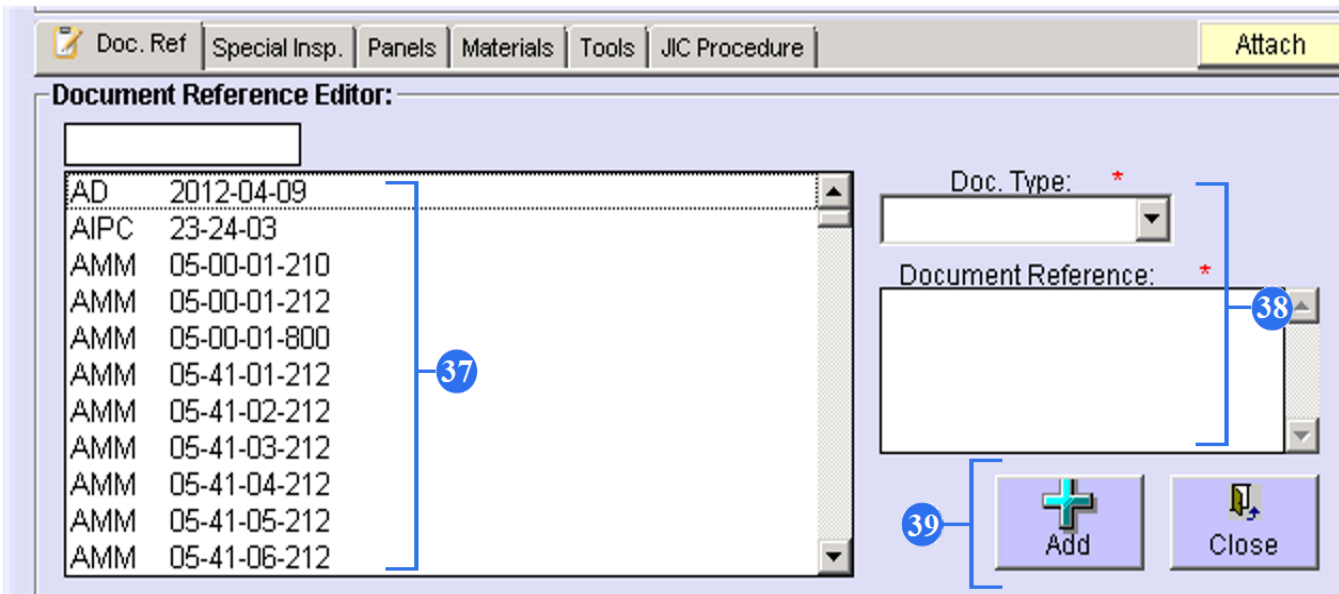 Doc. Ref Special Insp. Panels Materials Tools JIC Procedure Attach
Document Reference Editor:
AD 2012-04-09
AIPC 23-24-03
AMM 05-00-01-210
AMM 05-00-01-212
AMM 05-00-01-800
AMM 05-41-01-212
AMM 05-41-02-212
AMM 05-41-03-212
AMM 05-41-04-212
AMM 05-41-05-212
AMM 05-41-06-212
37
Doc. Type: *
Document Reference: *
38
39
Add Close